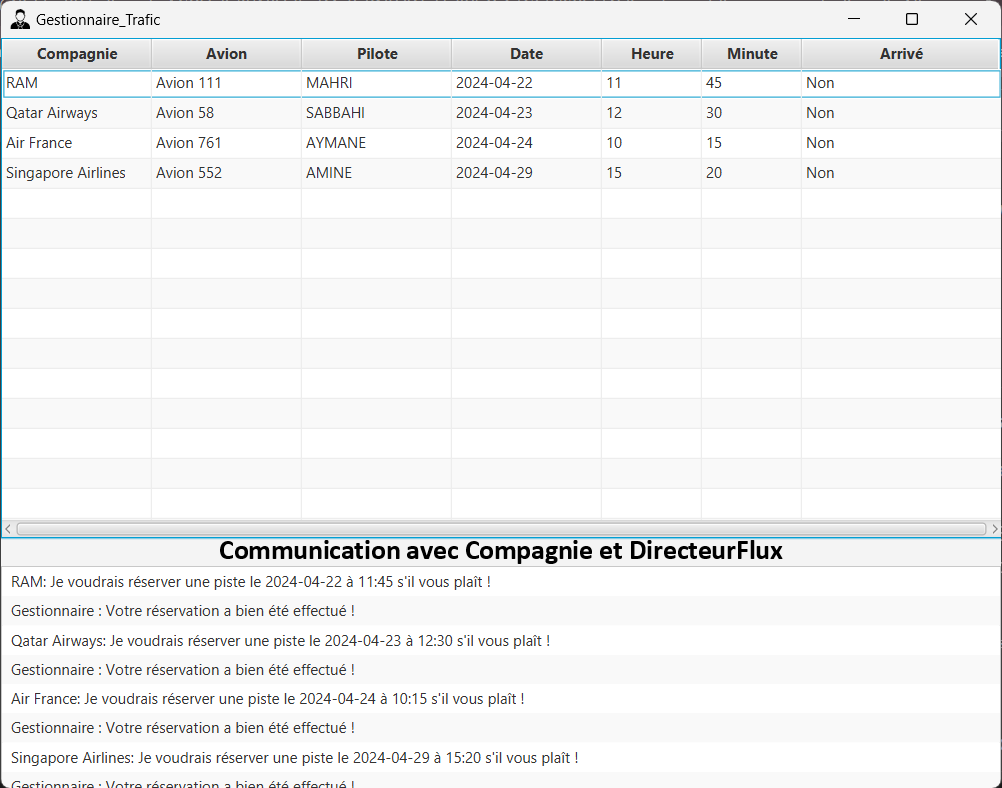 Gestionnaire_Trafic
Compagnie Avion Pilote Date Heure Minute Arrivé
RAM Avion 111 MAHRI 2024-04-22 11 45 Non
Qatar Airways Avion 58 SABBAHI 2024-04-23 12 30 Non
Air France Avion 761 AYMANE 2024-04-24 10 15 Non
Singapore Airlines Avion 552 AMINE 2024-04-29 15 20 Non
Communication avec Compagnie et DirecteurFlux
RAM: Je voudrais réserver une piste le 2024-04-22 à 11:45 s'il vous plaît !
Gestionnaire : Votre réservation a bien été effectué !
Qatar Airways: Je voudrais réserver une piste le 2024-04-23 à 12:30 s'il vous plaît !
Gestionnaire : Votre réservation a bien été effectué !
Air France: Je voudrais réserver une piste le 2024-04-24 à 10:15 s'il vous plaît !
Gestionnaire : Votre réservation a bien été effectué !
Singapore Airlines: Je voudrais réserver une piste le 2024-04-29 à 15:20 s'il vous plaît !
Gestionnaire : Votre réservation a bien été effectué !